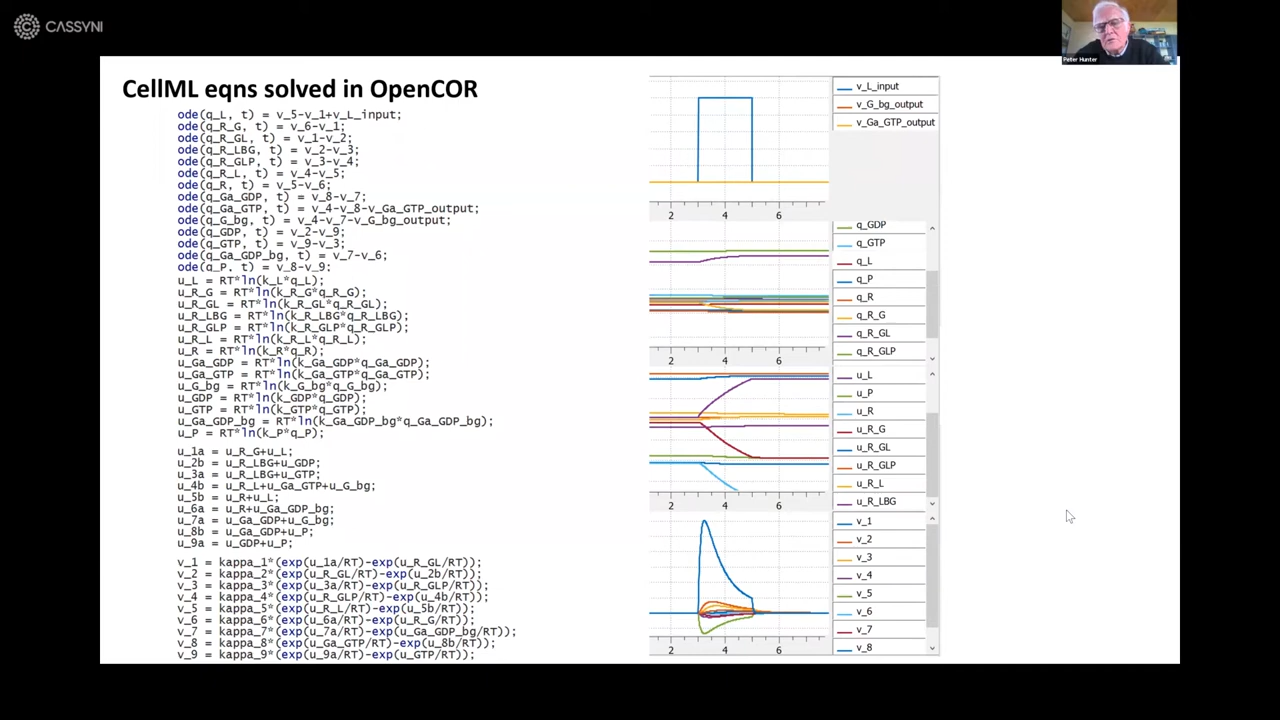 CASSYNI
Peter Hunter
CellML eqns solved in OpenCOR
ode(q_L, t) = v_5-v_1+v_L_input;
ode(q_R_G, t) = v_6-v_1;
ode(q_R_GL, t) = v_1-v_2;
ode(q_R_LBG, t) = v_2-v_3;
ode(q_R_GLP, t) = v_3-v_4;
ode(q_R_L, t) = v_4-v_5;
ode(q_R, t) = v_5-v_6;
ode(q_Ga_GDP, t) = v_8-v_7;
ode(q_Ga_GTP, t) = v_4-v_8-v_Ga_GTP_output;
ode(q_G_bg, t) = v_4-v_7-v_G_bg_output;
ode(q_GDP, t) = v_2-v_9;
ode(q_GTP, t) = v_9-v_3;
ode(q_Ga_GDP_bg, t) = v_7-v_6;
ode(q_P, t) = v_8-v_9;
u_L = RT*ln(k_L*q_L);
u_R_G = RT*ln(k_R_G*q_R_G);
u_R_GL = RT*ln(k_R_GL*q_R_GL);
u_R_LBG = RT*ln(k_R_LBG*q_R_LBG);
u_R_GLP = RT*ln(k_R_GLP*q_R_GLP);
u_R_L = RT*ln(k_R_L*q_R_L);
u_R = RT*ln(k_R*q_R);
u_Ga_GDP = RT*ln(k_Ga_GDP*q_Ga_GDP);
u_Ga_GTP = RT*ln(k_Ga_GTP*q_Ga_GTP);
u_G_bg = RT*ln(k_G_bg*q_G_bg);
u_GDP = RT*ln(k_GDP*q_GDP);
u_GTP = RT*ln(k_GTP*q_GTP);
u_Ga_GDP_bg = RT*ln(k_Ga_GDP_bg*q_Ga_GDP_bg);
u_P = RT*ln(k_P*q_P);
u_1a = u_R_G+u_L;
u_2b = u_R_LBG+u_GDP;
u_3a = u_R_LBG+u_GTP;
u_4b = u_R_L+u_Ga_GTP+u_G_bg;
u_5b = u_R+u_L;
u_6a = u_R+u_Ga_GDP_bg;
u_7a = u_Ga_GDP+u_G_bg;
u_8b = u_Ga_GDP+u_P;
u_9a = u_GDP+u_P;
v_1 = kappa_1*(exp(u_1a/RT)-exp(u_R_GL/RT));
v_2 = kappa_2*(exp(u_R_GL/RT)-exp(u_2b/RT));
v_3 = kappa_3*(exp(u_3a/RT)-exp(u_R_GLP/RT));
v_4 = kappa_4*(exp(u_R_GLP/RT)-exp(u_4b/RT));
v_5 = kappa_5*(exp(u_R_L/RT)-exp(u_5b/RT));
v_6 = kappa_6*(exp(u_6a/RT)-exp(u_R_G/RT));
v_7 = kappa_7*(exp(u_7a/RT)-exp(u_Ga_GDP_bg/RT));
v_8 = kappa_8*(exp(u_Ga_GTP/RT)-exp(u_8b/RT));
v_9 = kappa_9*(exp(u_9a/RT)-exp(u_GTP/RT));
v_L_input
v_G_bg_output
v_Ga_GTP_output
2 4 6
q_GDP
q_GTP
q_L
q_P
q_R
q_R_G
q_R_GL
q_R_GLP
2 4 6
u_L
u_P
u_R
u_R_G
u_R_GL
u_R_GLP
u_R_L
u_R_LBG
2 4 6
v_1
v_2
v_3
v_4
v_5
v_6
v_7
v_8
2 4 6